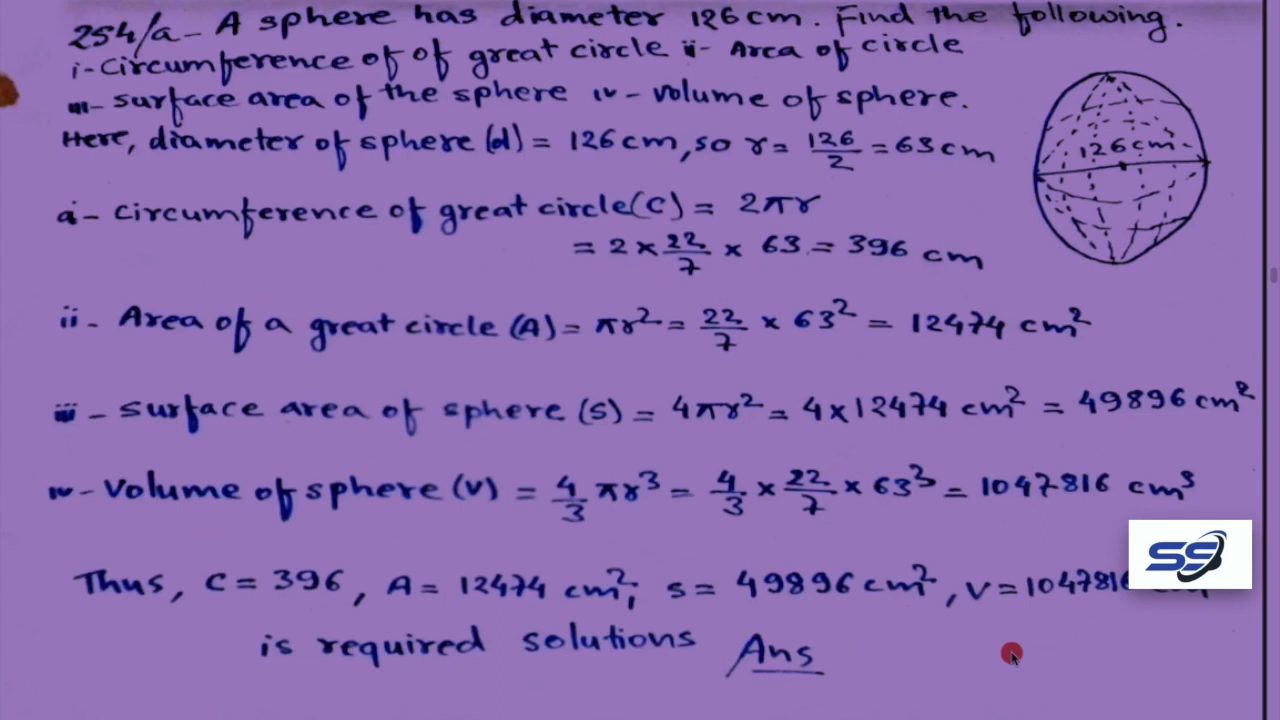 254/a - A sphere has diameter 126 cm. Find the following.
i - Circumference of of great circle ii - Area of circle
iii - surface area of the sphere iv - volume of sphere.
Here, diameter of sphere (d) = 126 cm, so r = 126/2 = 63 cm
126 cm
i - circumference of great circle (C) = 2πr
= 2 × 22/7 × 63 = 396 cm
ii - Area of a great circle (A) = πr² = 22/7 × 63² = 12474 cm²
iii - surface area of sphere (s) = 4πr² = 4×12474 cm² = 49896 cm²
iv - Volume of sphere (v) = 4/3 πr³ = 4/3 × 22/7 × 63³ = 1047816 cm³
SS
Thus, C = 396, A = 12474 cm², s = 49896 cm², v = 1047816
is required solutions Ans